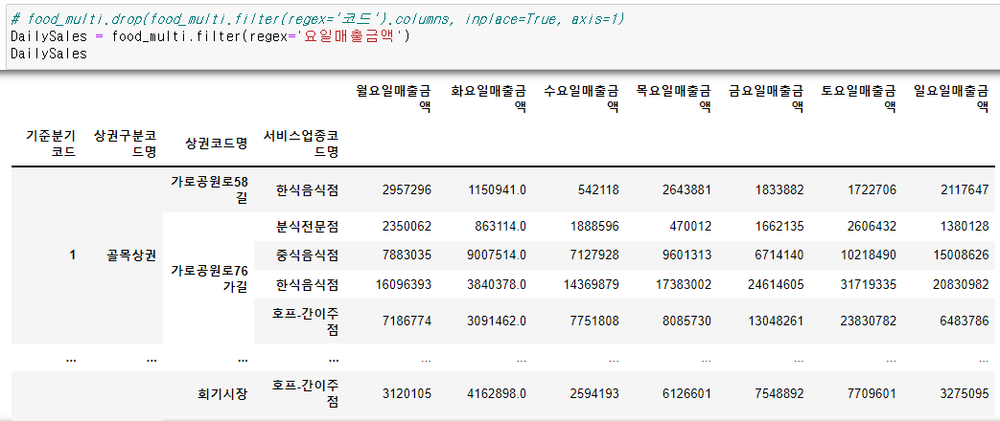 # food_multi.drop(food_multi.filter(regex='코드').columns, inplace=True, axis=1)
DailySales = food_multi.filter(regex='요일매출금액')
DailySales
월요일매출금액 화요일매출금액 수요일매출금액 목요일매출금액 금요일매출금액 토요일매출금액 일요일매출금액
기준분기코드 상권구분코드명 상권코드명 서비스업종코드명
1 골목상권 가로공원로58길 한식음식점 2957296 1150941.0 542118 2643881 1833882 1722706 2117647
가로공원로76가길 분식전문점 2350062 863114.0 1888596 470012 1662135 2606432 1380128
중식음식점 7883035 9007514.0 7127928 9601313 6714140 10218490 15008626
한식음식점 16096393 3840378.0 14369879 17383002 24614605 31719335 20830982
호프-간이주점 7186774 3091462.0 7751808 8085730 13048261 23830782 6483786
... ... ... ... ... ... ... ... ... ... ...
회기시장 호프-간이주점 3120105 4162898.0 2594193 6126601 7548892 7709601 3275095